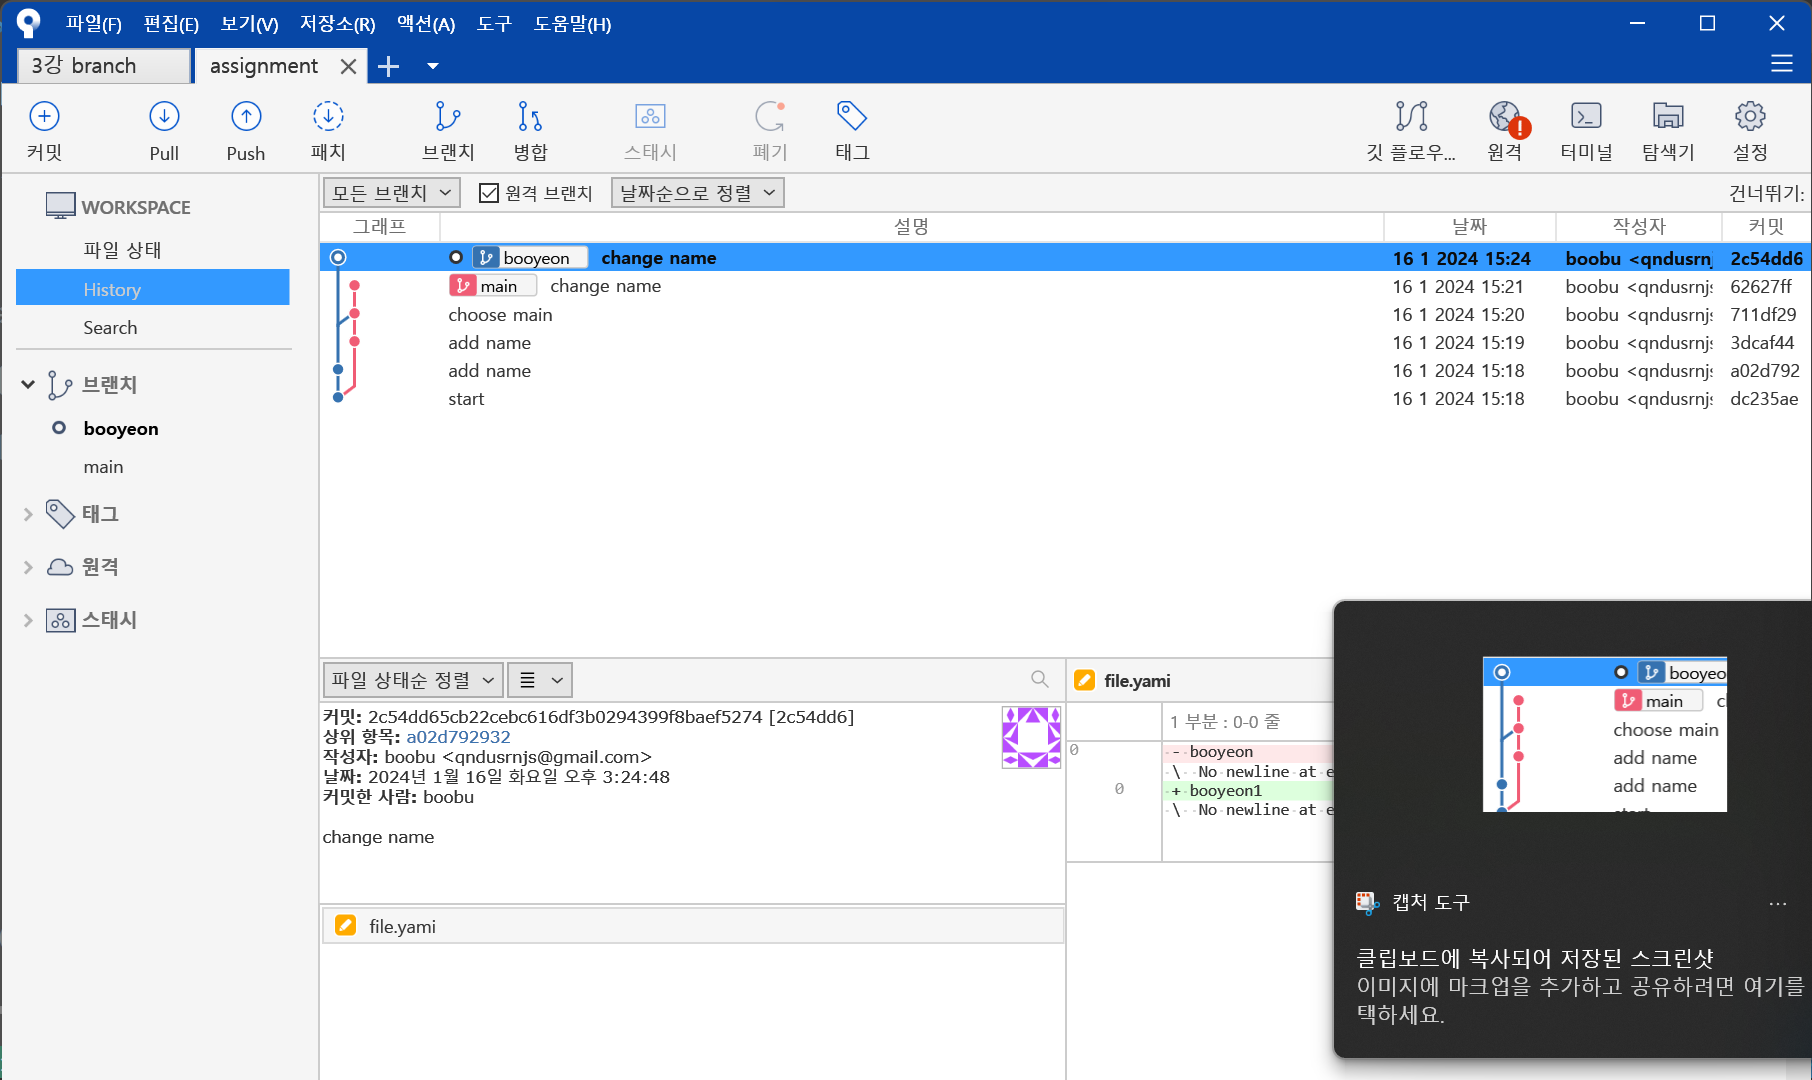 파일(F) 편집(E) 보기(V) 저장소(R) 액션(A) 도구 도움말(H)
3강 branch assignment
커밋 Pull Push 패치 브랜치 병합 스태시 폐기 태그 깃 플로우... 원격 터미널 탐색기 설정
WORKSPACE
파일 상태
History
Search
브랜치
booyeon
main
태그
원격
스태시
모든 브랜치 원격 브랜치 날짜순으로 정렬 건너뛰기:
그래프 설명 날짜 작성자 커밋
booyeon change name 16 1 2024 15:24 boobu <qndusrnj 2c54dd6
main change name 16 1 2024 15:21 boobu <qndusrnjs 62627ff
choose main 16 1 2024 15:20 boobu <qndusrnjs 711df29
add name 16 1 2024 15:19 boobu <qndusrnjs 3dcaf44
add name 16 1 2024 15:18 boobu <qndusrnjs a02d792
start 16 1 2024 15:18 boobu <qndusrnjs dc235ae
파일 상태순 정렬
커밋: 2c54dd65cb22cebc616df3b0294399f8baef5274 [2c54dd6]
상위 항목: a02d792932
작성자: boobu <qndusrnjs@gmail.com>
날짜: 2024년 1월 16일 화요일 오후 3:24:48
커밋한 사람: boobu
change name
file.yami
file.yami
1 부분 : 0-0 줄
0 - booyeon
\ No newline at e
0 + booyeon1
\ No newline at e
booyeo
main c
choose main
add name
add name
start
캡처 도구 ...
클립보드에 복사되어 저장된 스크린샷
이미지에 마크업을 추가하고 공유하려면 여기를
택하세요.